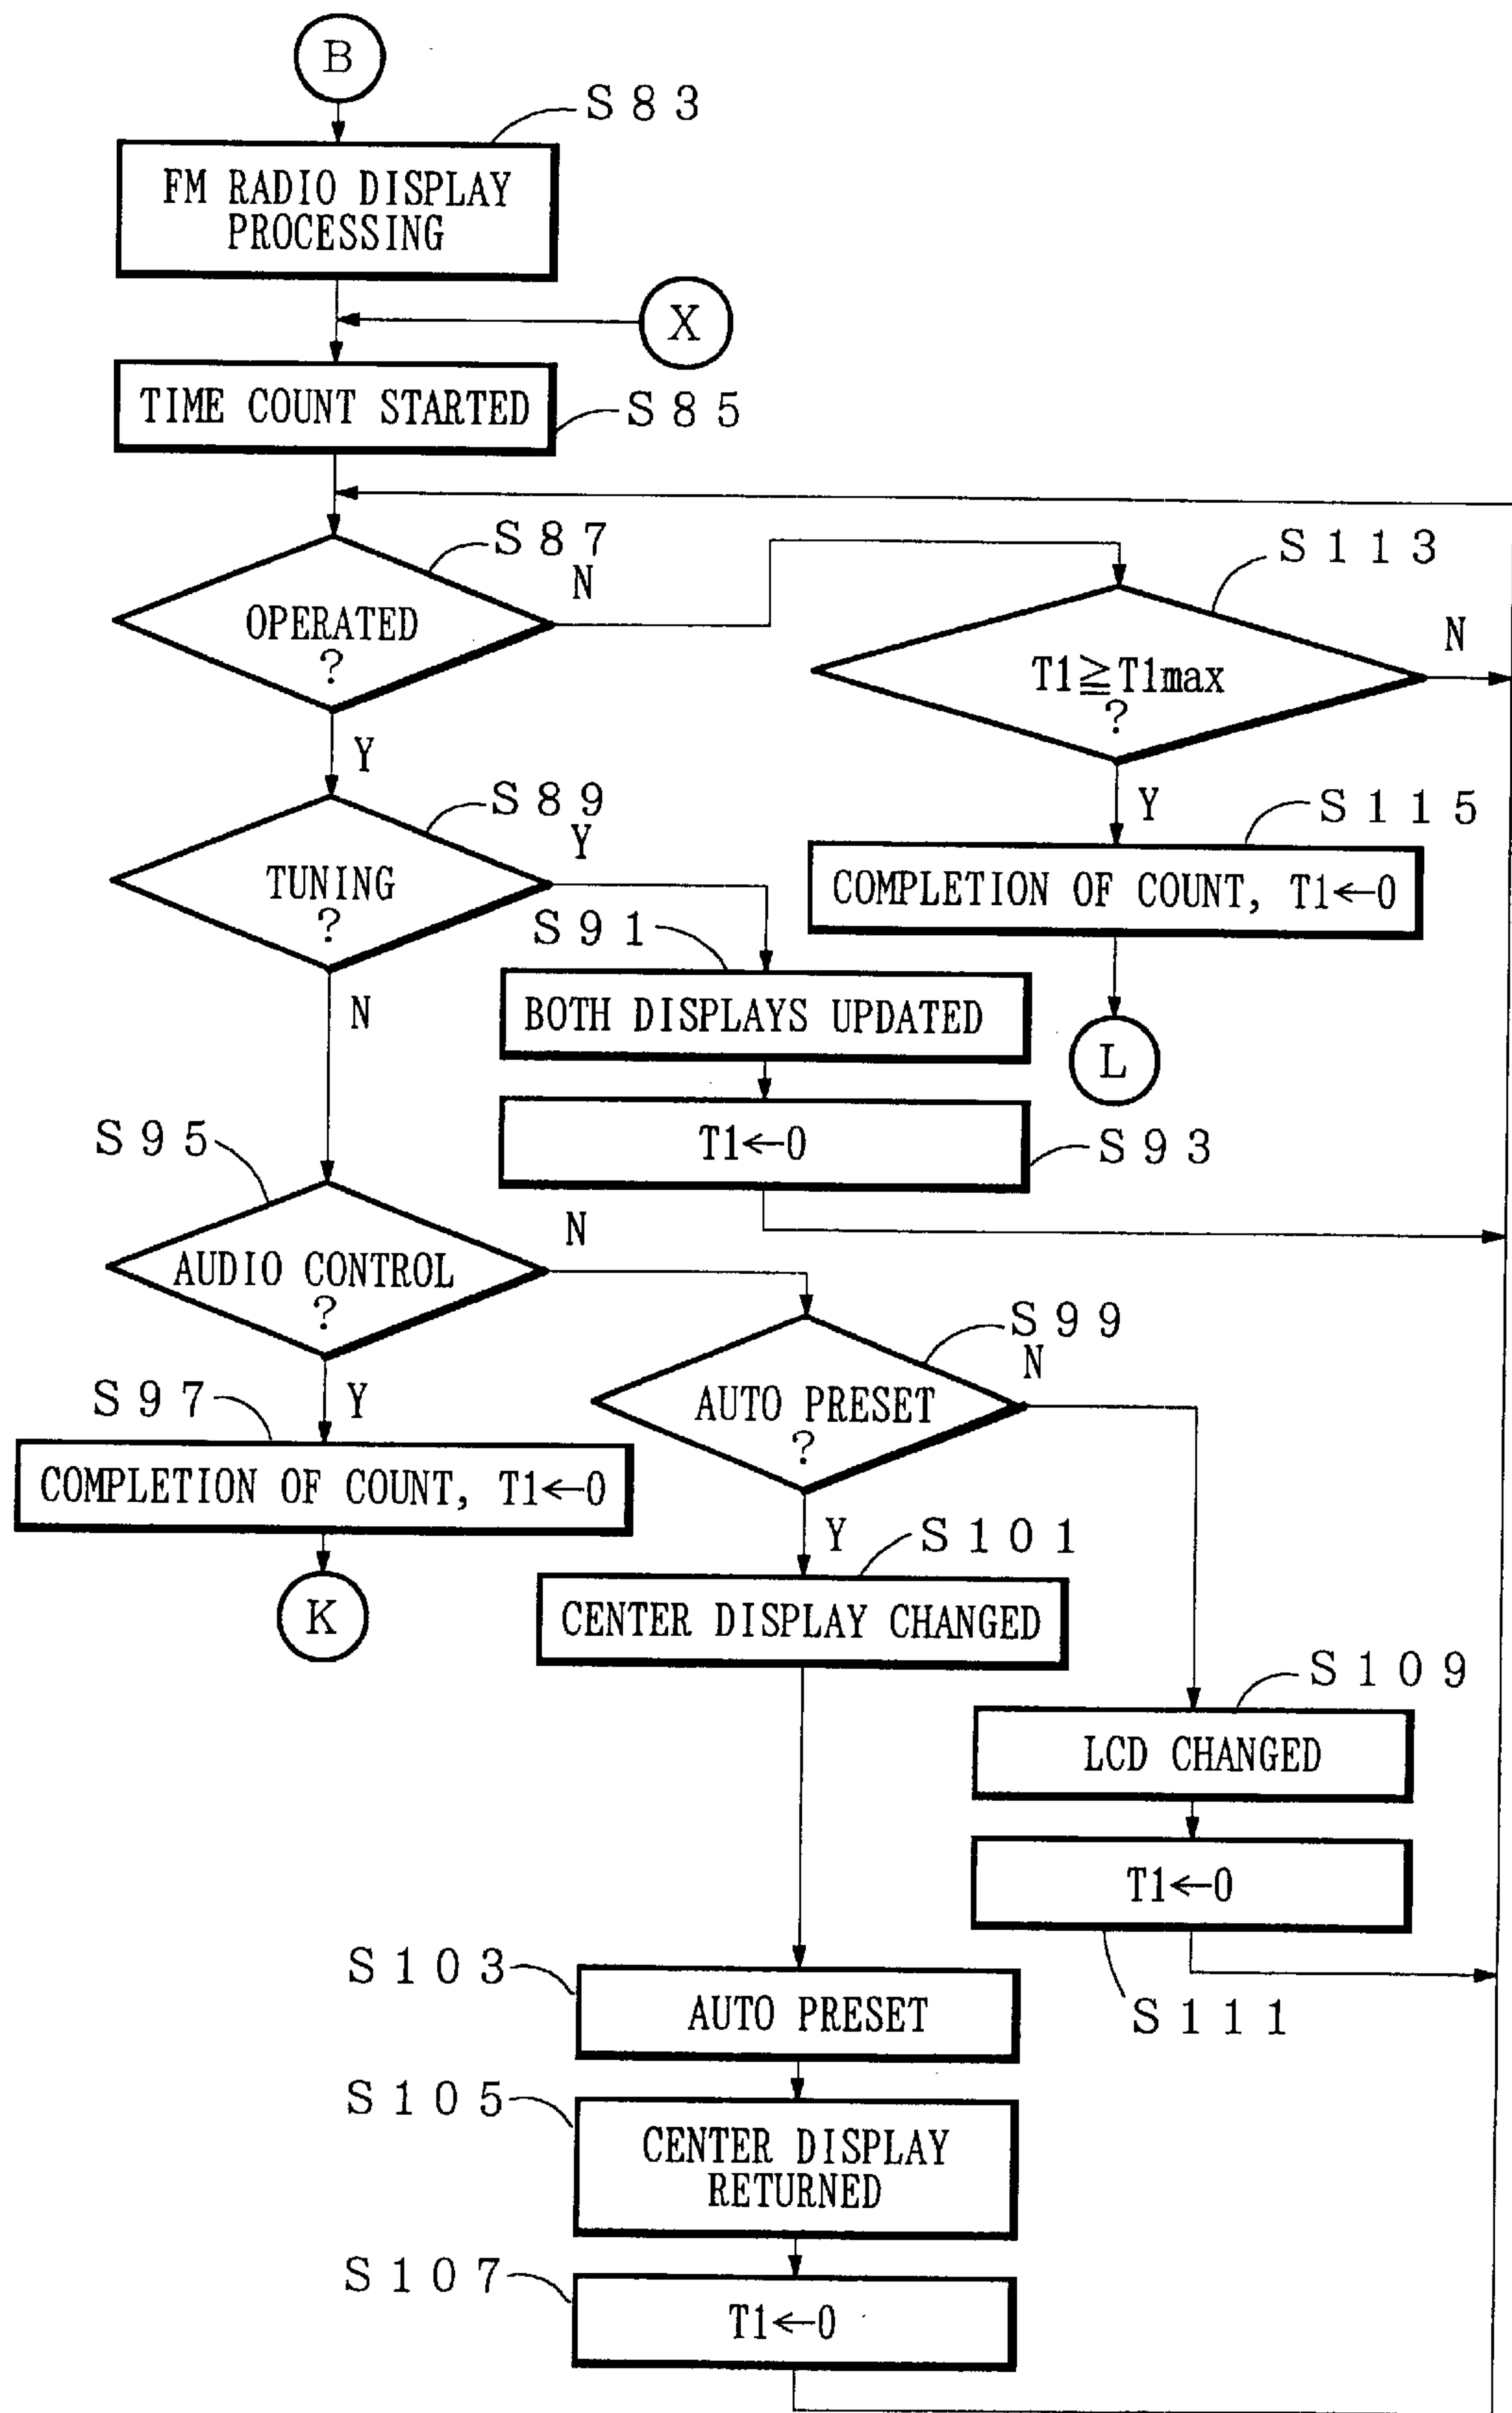 B
S83
FM RADIO DISPLAY
PROCESSING
X
TIME COUNT STARTED
S85
S87
N
OPERATED
?
Y
S113
N
T1≧T1max
?
Y
S89
Y
TUNING
?
N
S115
COMPLETION OF COUNT, T1←0
L
S91
BOTH DISPLAYS UPDATED
T1←0
S93
S95
N
AUDIO CONTROL
?
Y
S97
COMPLETION OF COUNT, T1←0
K
S99
N
AUTO PRESET
?
Y
S101
CENTER DISPLAY CHANGED
S109
LCD CHANGED
T1←0
S111
S103
AUTO PRESET
S105
CENTER DISPLAY
RETURNED
S107
T1←0